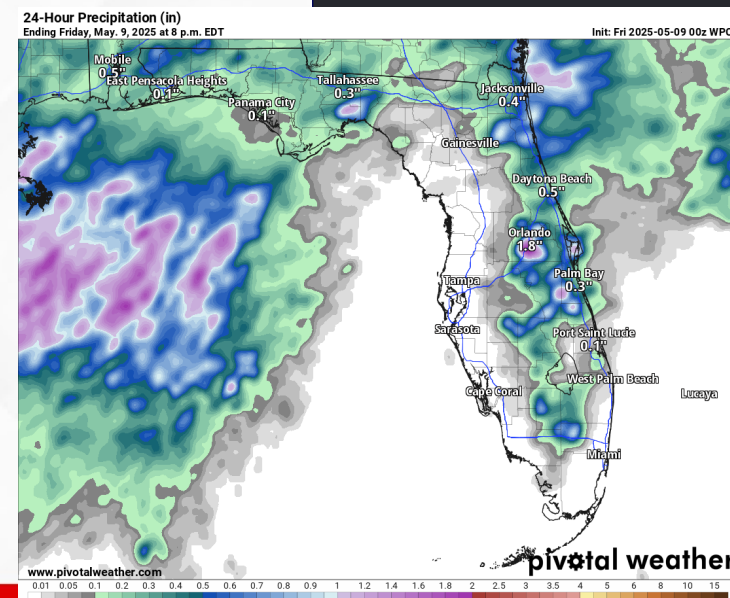 24-Hour Precipitation (in)
Ending Friday, May. 9, 2025 at 8 p.m. EDT
Init: Fri 2025-05-09 00z WPC
Mobile
0.5"
East Pensacola Heights
0.1"
Panama City
0.1"
Tallahassee
0.3"
Jacksonville
0.4"
Gainesville
Daytona Beach
0.5"
Orlando
1.8"
Palm Bay
0.3"
Tampa
Sarasota
Port Saint Lucie
0.1"
West Palm Beach
Cape Coral
Lucaya
Miami
pivotal weather
www.pivotalweather.com
0.01 0.05 0.1 0.2 0.3 0.4 0.5 0.6 0.7 0.8 0.9 1 1.2 1.4 1.6 1.8 2 2.5 3 3.5 4 5 6 8 10 15